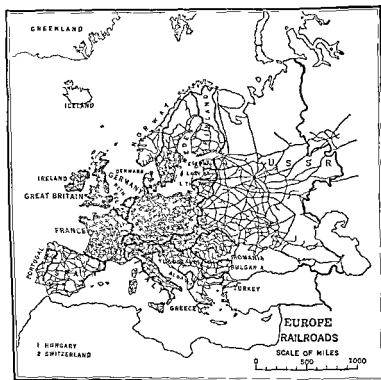 GREENLAND
ICELAND
NORWAY
FINLAND
IRELAND
GREAT BRITAIN
DENMARK
GERMANY
U S S R
FRANCE
PORTUGAL
ROMANIA
BULGARIA
TURKEY
GREECE
1 HUNGARY
2 SWITZERLAND
EUROPE
RAILROADS
SCALE OF MILES
0 500 1000